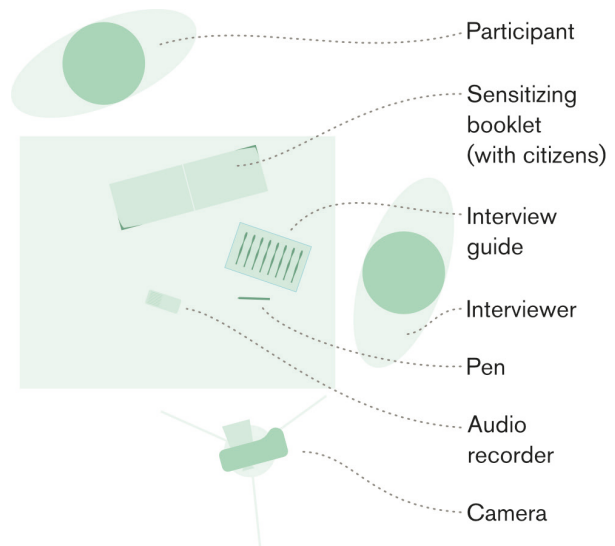 Participant
Sensitizing
booklet
(with citizens)
Interview
guide
Interviewer
Pen
Audio
recorder
Camera